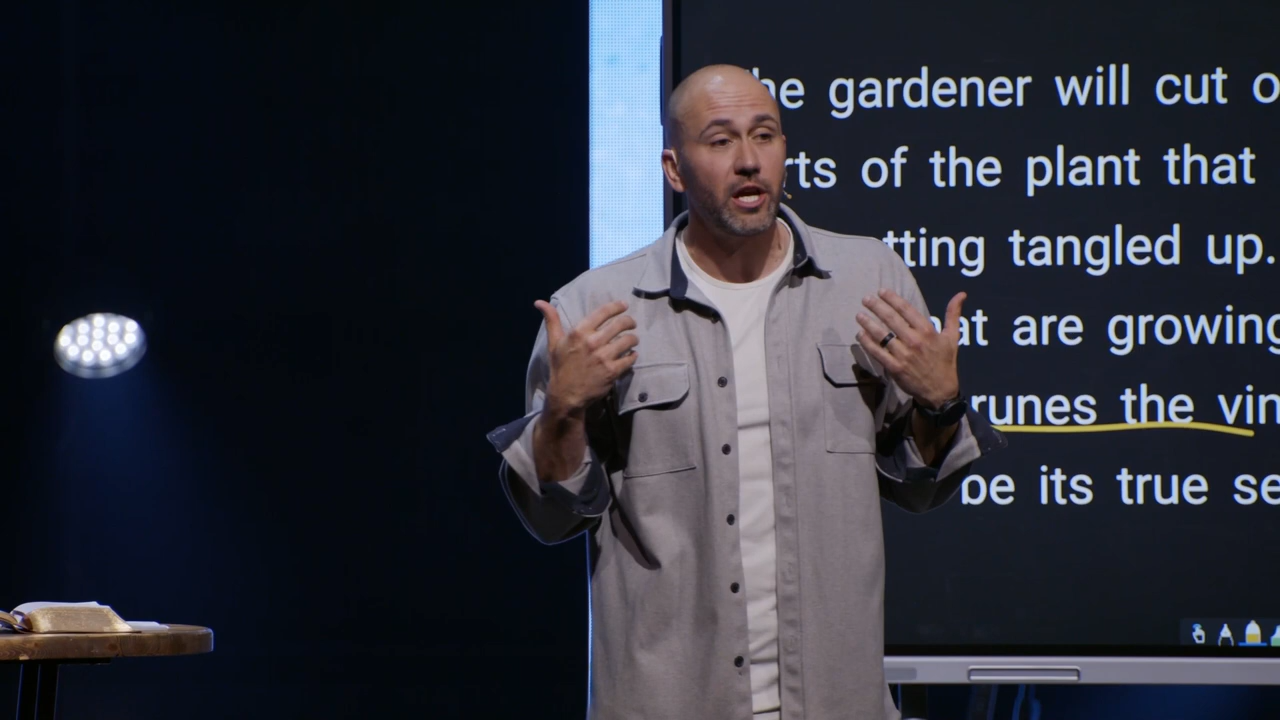 he gardener will cut o
rts of the plant that
tting tangled up.
at are growing
runes the vin
be its true se